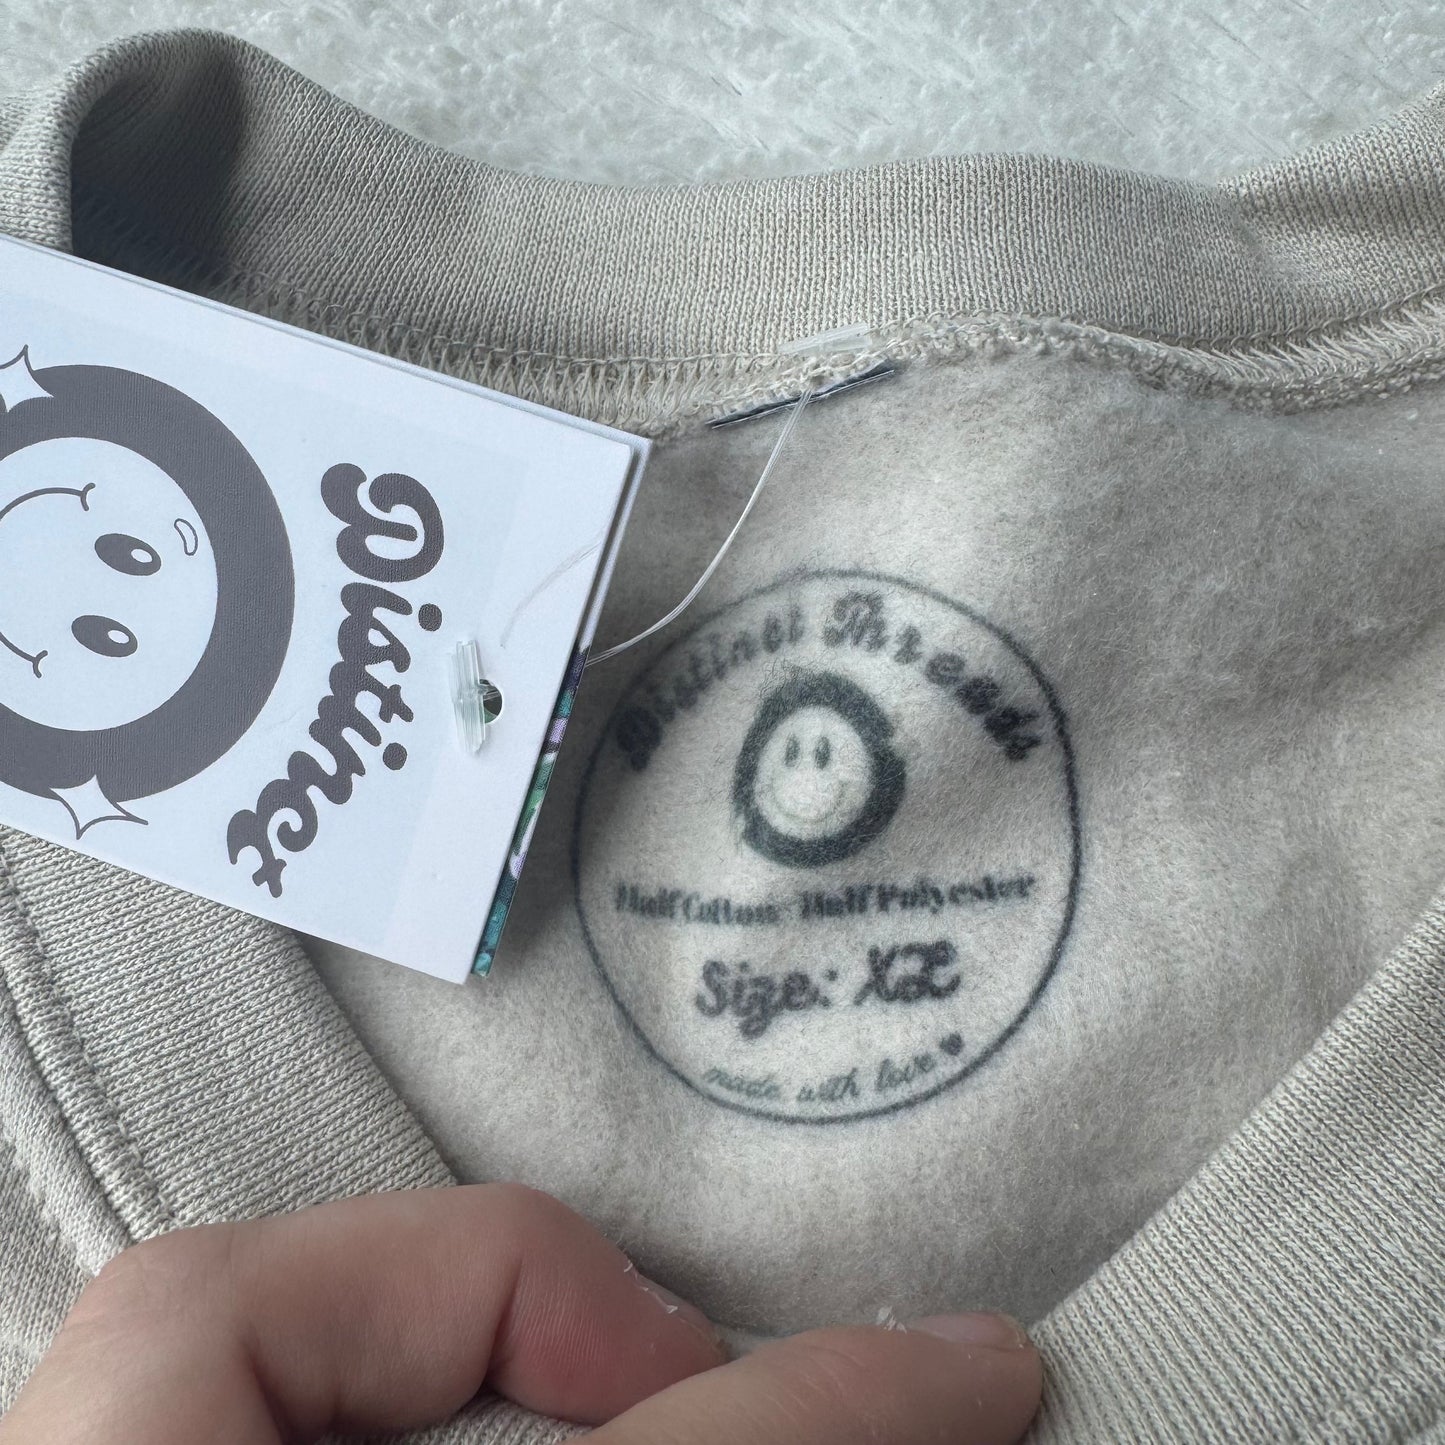 Distinct
Distinct Threads
Half Cotton Half Polyester
Size: XL
made with love